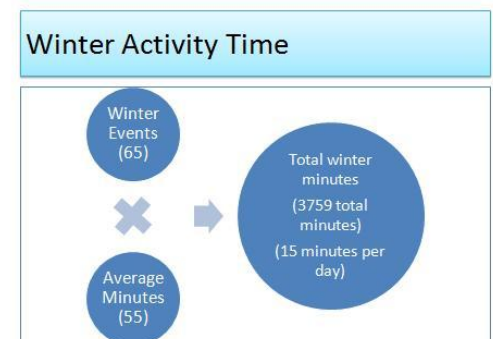 Winter Activity Time
Winter
Events
(65)
Average
Minutes
(55)
Total winter
minutes
(3759 total
minutes)
(15 minutes per
day)